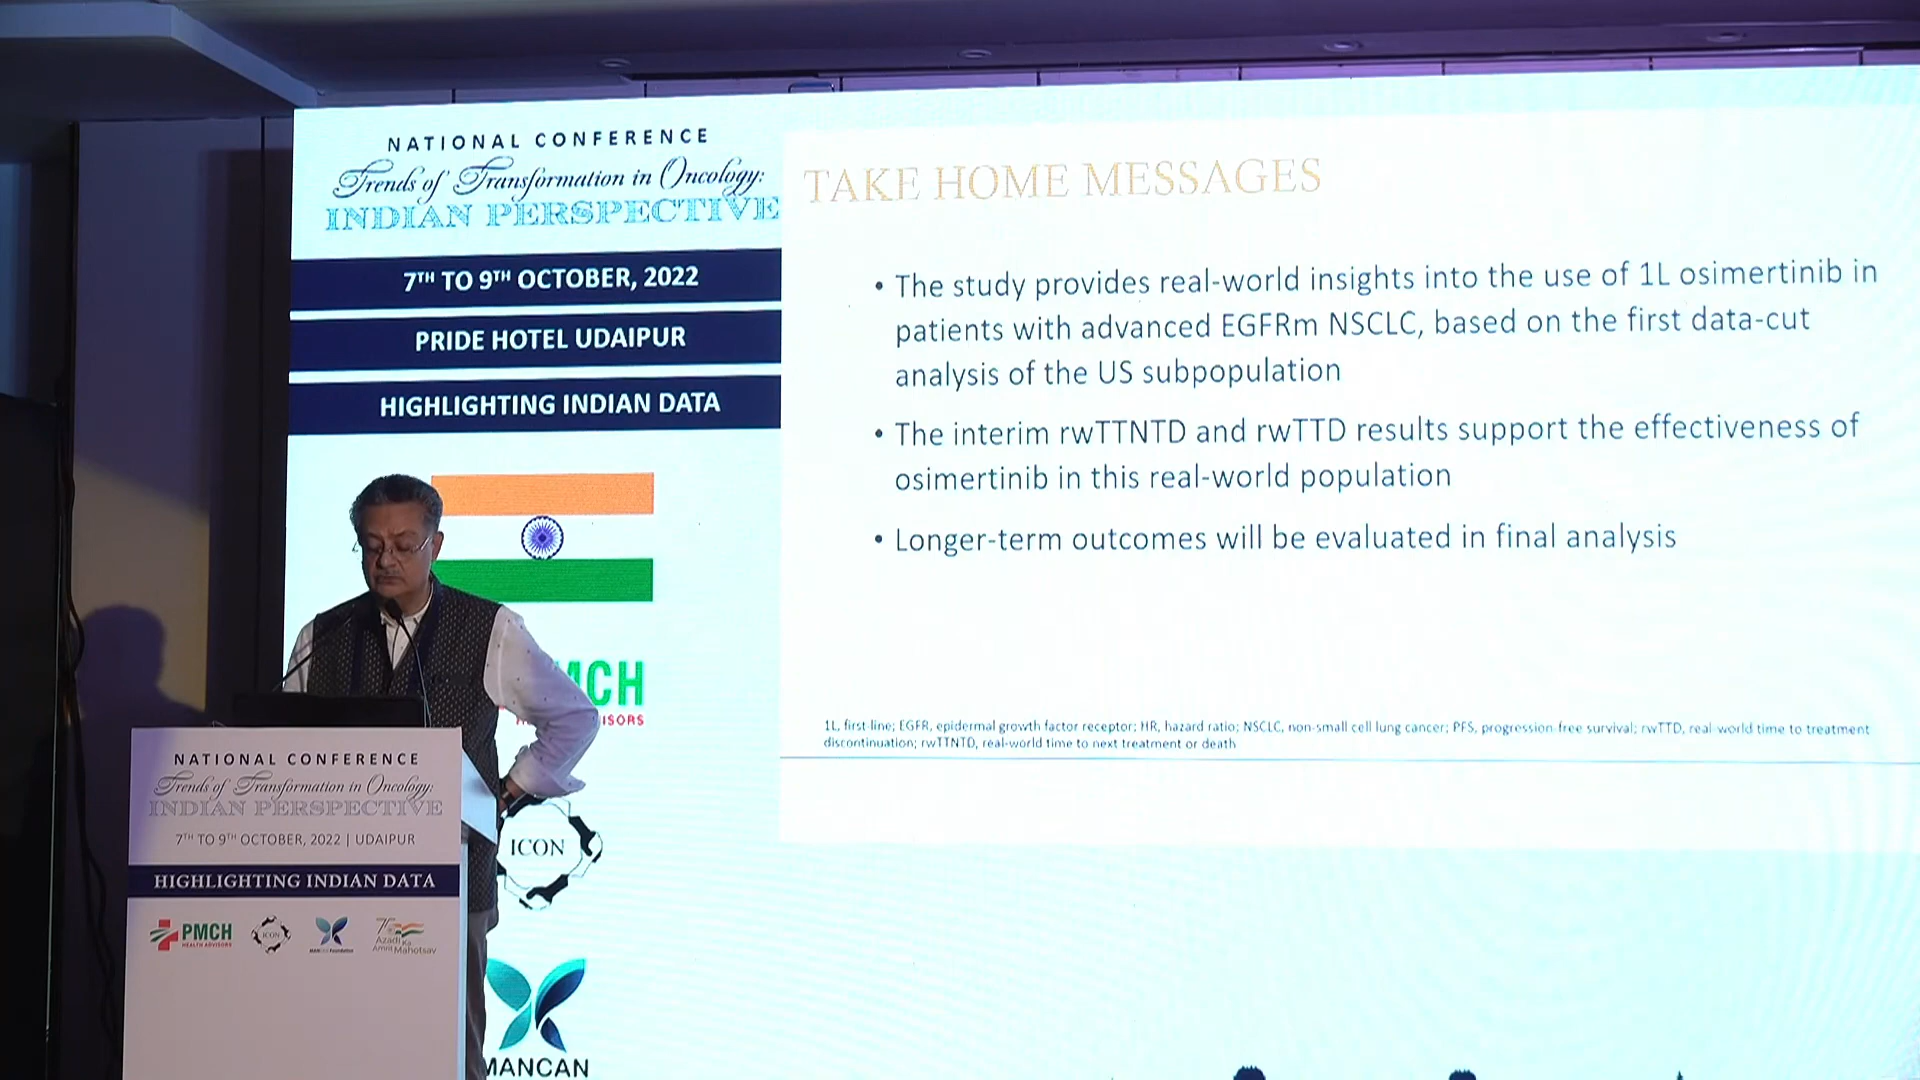 NATIONAL CONFERENCE
Trends of Transformation in Oncology:
INDIAN PERSPECTIVE
7TH TO 9TH OCTOBER, 2022
PRIDE HOTEL UDAIPUR
HIGHLIGHTING INDIAN DATA
MCH
ISORS
ICON
MANCAN
TAKE HOME MESSAGES
• The study provides real-world insights into the use of 1L osimertinib in
patients with advanced EGFRm NSCLC, based on the first data-cut
analysis of the US subpopulation
• The interim rwTTNTD and rwTTD results support the effectiveness of
osimertinib in this real-world population
• Longer-term outcomes will be evaluated in final analysis
1L, first-line; EGFR, epidermal growth factor receptor; HR, hazard ratio; NSCLC, non-small cell lung cancer; PFS, progression-free survival; rwTTD, real-world time to treatment
discontinuation; rwTTNTD, real-world time to next treatment or death
NATIONAL CONFERENCE
Trends of Transformation in Oncology:
INDIAN PERSPECTIVE
7TH TO 9TH OCTOBER, 2022 | UDAIPUR
HIGHLIGHTING INDIAN DATA
PMCH
HEALTH ADVISORS
ICON
75
Azadi Ka
Amrit Mahotsav